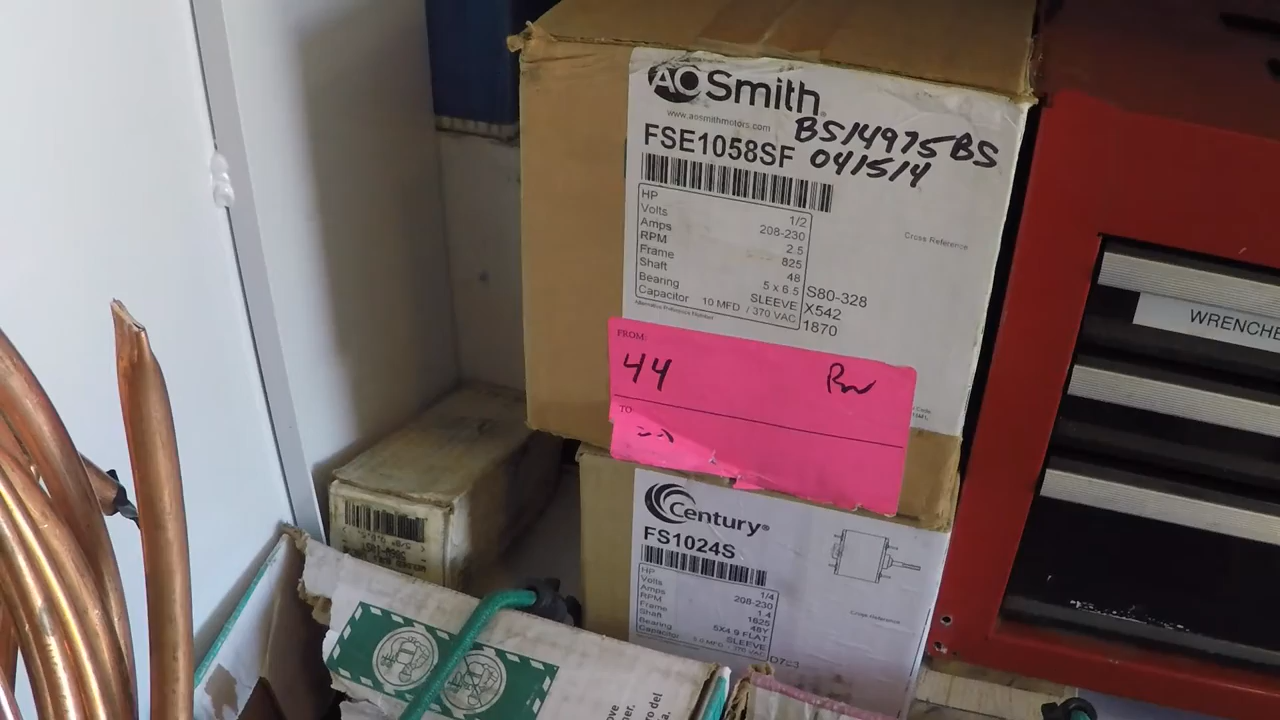 AO Smith
www.aosmithmotors.com
BS14975BS
FSE1058SF
041514
HP 1/2
Volts 208-230
Amps 2.5
RPM 825
Frame 48
Shaft 5 x 6.5
Bearing SLEEVE
Capacitor 10 MFD / 370 VAC
Cross Reference
S80-328
X542
1870
FROM:
44
TO
WRENCHE
Century®
FS1024S
HP 1/4
Volts 208-230
Amps 1.4
RPM 1625
Frame 48Y
Shaft 5X4.9 FLAT
Bearing SLEEVE
Capacitor
Cross Reference